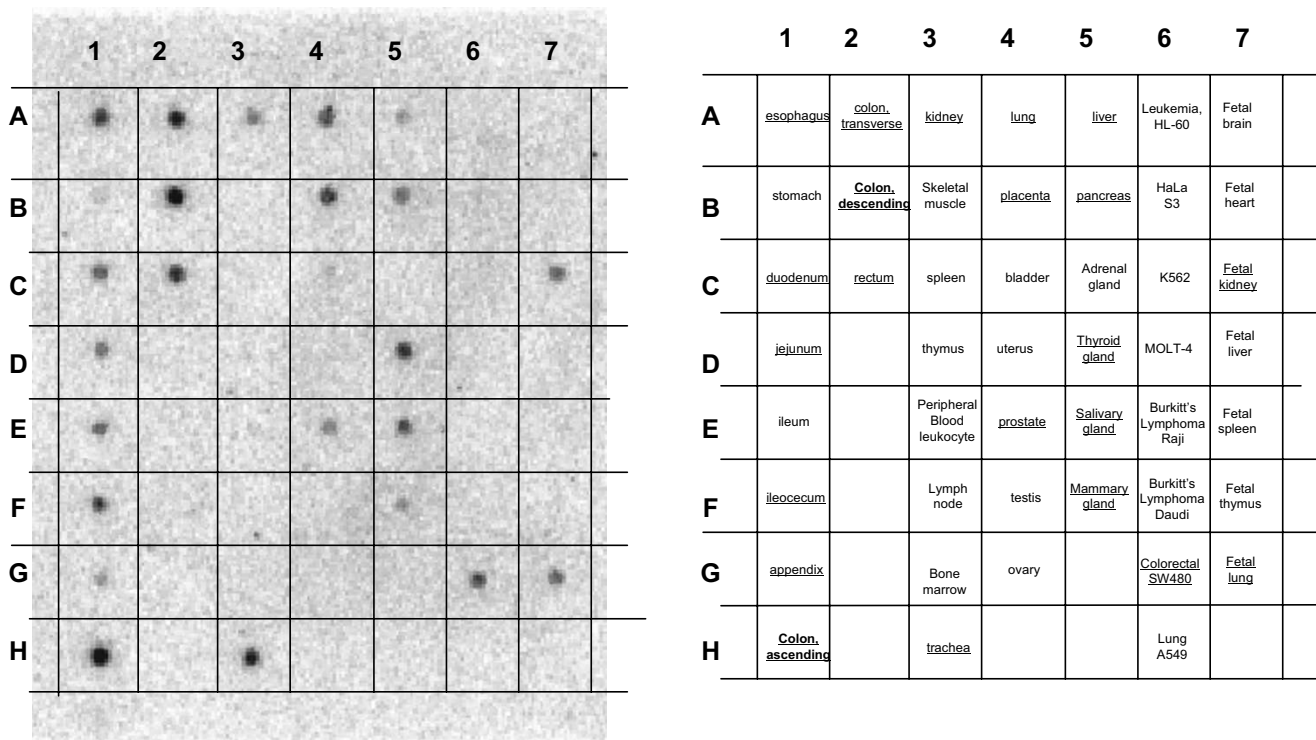 1 2 3 4 5 6 7
A
B
C
D
E
F
G
H
1 2 3 4 5 6 7
A
esophagus
colon,
transverse
kidney
lung
liver
Leukemia,
HL-60
Fetal
brain
B
stomach
Colon,
descending
Skeletal
muscle
placenta
pancreas
HaLa
S3
Fetal
heart
C
duodenum
rectum
spleen
bladder
Adrenal
gland
K562
Fetal
kidney
D
jejunum
thymus
uterus
Thyroid
gland
MOLT-4
Fetal
liver
E
ileum
Peripheral
Blood
leukocyte
prostate
Salivary
gland
Burkitt's
Lymphoma
Raji
Fetal
spleen
F
ileocecum
Lymph
node
testis
Mammary
gland
Burkitt's
Lymphoma
Daudi
Fetal
thymus
G
appendix
Bone
marrow
ovary
Colorectal
SW480
Fetal
lung
H
Colon,
ascending
trachea
Lung
A549